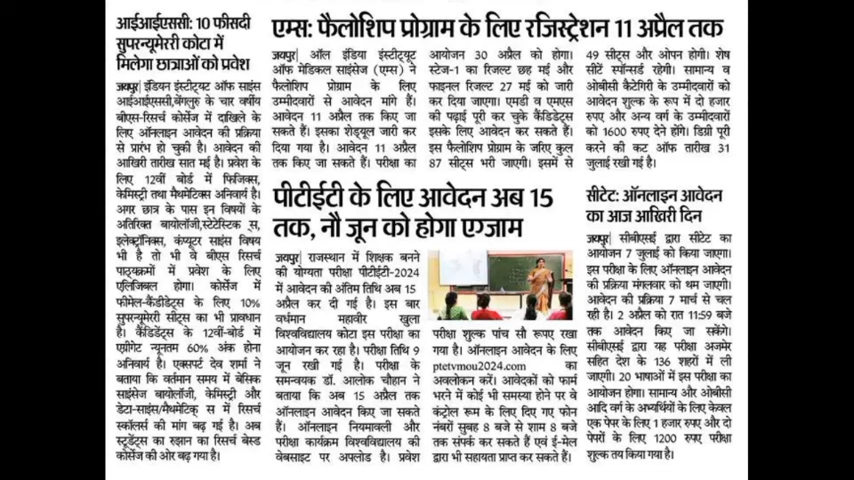 आईआईएससी: 10 फीसदी
सुपरन्यूमेररी कोटा में
मिलेगा छात्राओं को प्रवेश
जयपुर| इंडियन इंस्टीट्यट ऑफ साइंस
आईआईएससी,बेंगलुरु के चार वर्षीय
बीएस-रिसर्च कोर्सेज में दाखिले के
लिए ऑनलाइन आवेदन की प्रक्रिया
से प्रारंभ हो चुकी है। आवेदन की
आखिरी तारीख सात मई है। प्रवेश के
लिए 12वीं बोर्ड में फिजिक्स,
केमिस्ट्री तथा मैथमेटिक्स अनिवार्य है।
अगर छात्र के पास इन विषयों के
अतिरिक्त बायोलॉजी,स्टेटेस्टिक ्स,
इलेक्ट्रॉनिक्स, कंप्यूटर साइंस विषय
भी है तो भी वे बीएस रिसर्च
पाठ्यक्रमों में प्रवेश के लिए
एलिजिबल होंगे। कोर्सेज में
फीमेल-कैंडीडेट्स के लिए 10%
सुपरन्यूमेररी सीट्स का भी प्रावधान
है। कैंडिडेट्स के 12वीं-बोर्ड में
एग्रीगेट न्यूनतम 60% अंक होना
अनिवार्य है। एक्सपर्ट देव शर्मा ने
बताया कि वर्तमान समय में बेसिक
साइंसेज बायोलॉजी, केमिस्ट्री और
डेटा-साइंस/मैथमेटिक् स में रिसर्च
स्कॉलर्स की मांग बढ़ गई है। अब
स्टूडेंट्स का रुझान का रिसर्च बेस्ड
कोर्सेज की ओर बढ़ गया है।
एम्स: फैलोशिप प्रोग्राम के लिए रजिस्ट्रेशन 11 अप्रैल तक
जयपुर| ऑल इंडिया इंस्टीट्यूट
ऑफ मेडिकल साइंसेज (एम्स) ने
फैलोशिप प्रोग्राम के लिए
उम्मीदवारों से आवेदन मांगे हैं।
आवेदन 11 अप्रैल तक किए जा
सकते हैं। इसका शेड्यूल जारी कर
दिया गया है। आवेदन 11 अप्रैल
तक किए जा सकते हैं। परीक्षा का
आयोजन 30 अप्रैल को होगा।
स्टेज-1 का रिजल्ट छह मई और
फाइनल रिजल्ट 27 मई को जारी
कर दिया जाएगा। एमडी व एमएस
की पढ़ाई पूरी कर चुके कैंडिडेट्स
इसके लिए आवेदन कर सकते हैं।
इस फैलोशिप प्रोग्राम के जरिए कुल
87 सीट्स भरी जाएगी। इसमें से
49 सीट्स और ओपन होगी। शेष
सीटें स्पॉन्सर्ड रहेगी। सामान्य व
ओबीसी कैटेगिरी के उम्मीदवारों को
आवेदन शुल्क के रूप में दो हजार
रुपए और अन्य वर्ग के उम्मीदवारों
को 1600 रुपए देने होंगे। डिग्री पूरी
करने की कट ऑफ तारीख 31
जुलाई रखी गई है।
पीटीईटी के लिए आवेदन अब 15
तक, नौ जून को होगा एग्जाम
जयपुर| राजस्थान में शिक्षक बनने
की योग्यता परीक्षा पीटीईटी-2024
में आवेदन की अंतिम तिथि अब 15
अप्रैल कर दी गई है। इस बार
वर्धमान महावीर खुला
विश्वविद्यालय कोटा इस परीक्षा का
आयोजन कर रहा है। परीक्षा तिथि 9
जून रखी गई है। परीक्षा के
समन्वयक डॉ. आलोक चौहान ने
बताया कि अब 15 अप्रैल तक
ऑनलाइन आवेदन किए जा सकते
हैं। ऑनलाइन नियमावली और
परीक्षा कार्यक्रम विश्वविद्यालय की
वेबसाइट पर अपलोड है। प्रवेश
परीक्षा शुल्क पांच सौ रूपए रखा
गया है। ऑनलाइन आवेदन के लिए
ptetvmou2024.com का
अवलोकन करें। आवेदकों को फार्म
भरने में कोई भी समस्या होने पर वे
कंट्रोल रूम के लिए दिए गए फोन
नंबरों सुबह 8 बजे से शाम 8 बजे
तक संपर्क कर सकते हैं एवं ई-मेल
द्वारा भी सहायता प्राप्त कर सकते हैं।
सीटेट: ऑनलाइन आवेदन
का आज आखिरी दिन
जयपुर| सीबीएसई द्वारा सीटेट का
आयोजन 7 जुलाई को किया जाएगा।
इस परीक्षा के लिए ऑनलाइन आवेदन
की प्रक्रिया मंगलवार को थम जाएगी।
आवेदन की प्रक्रिया 7 मार्च से चल
रही है। 2 अप्रैल को रात 11:59 बजे
तक आवेदन किए जा सकेंगे।
सीबीएसई द्वारा यह परीक्षा अजमेर
सहित देश के 136 शहरों में ली
जाएगी। 20 भाषाओं में इस परीक्षा का
आयोजन होगा। सामान्य और ओबीसी
आदि वर्ग के अभ्यर्थियों के लिए केवल
एक पेपर के लिए 1 हजार रुपए और दो
पेपरों के लिए 1200 रुपए परीक्षा
शुल्क तय किया गया है।